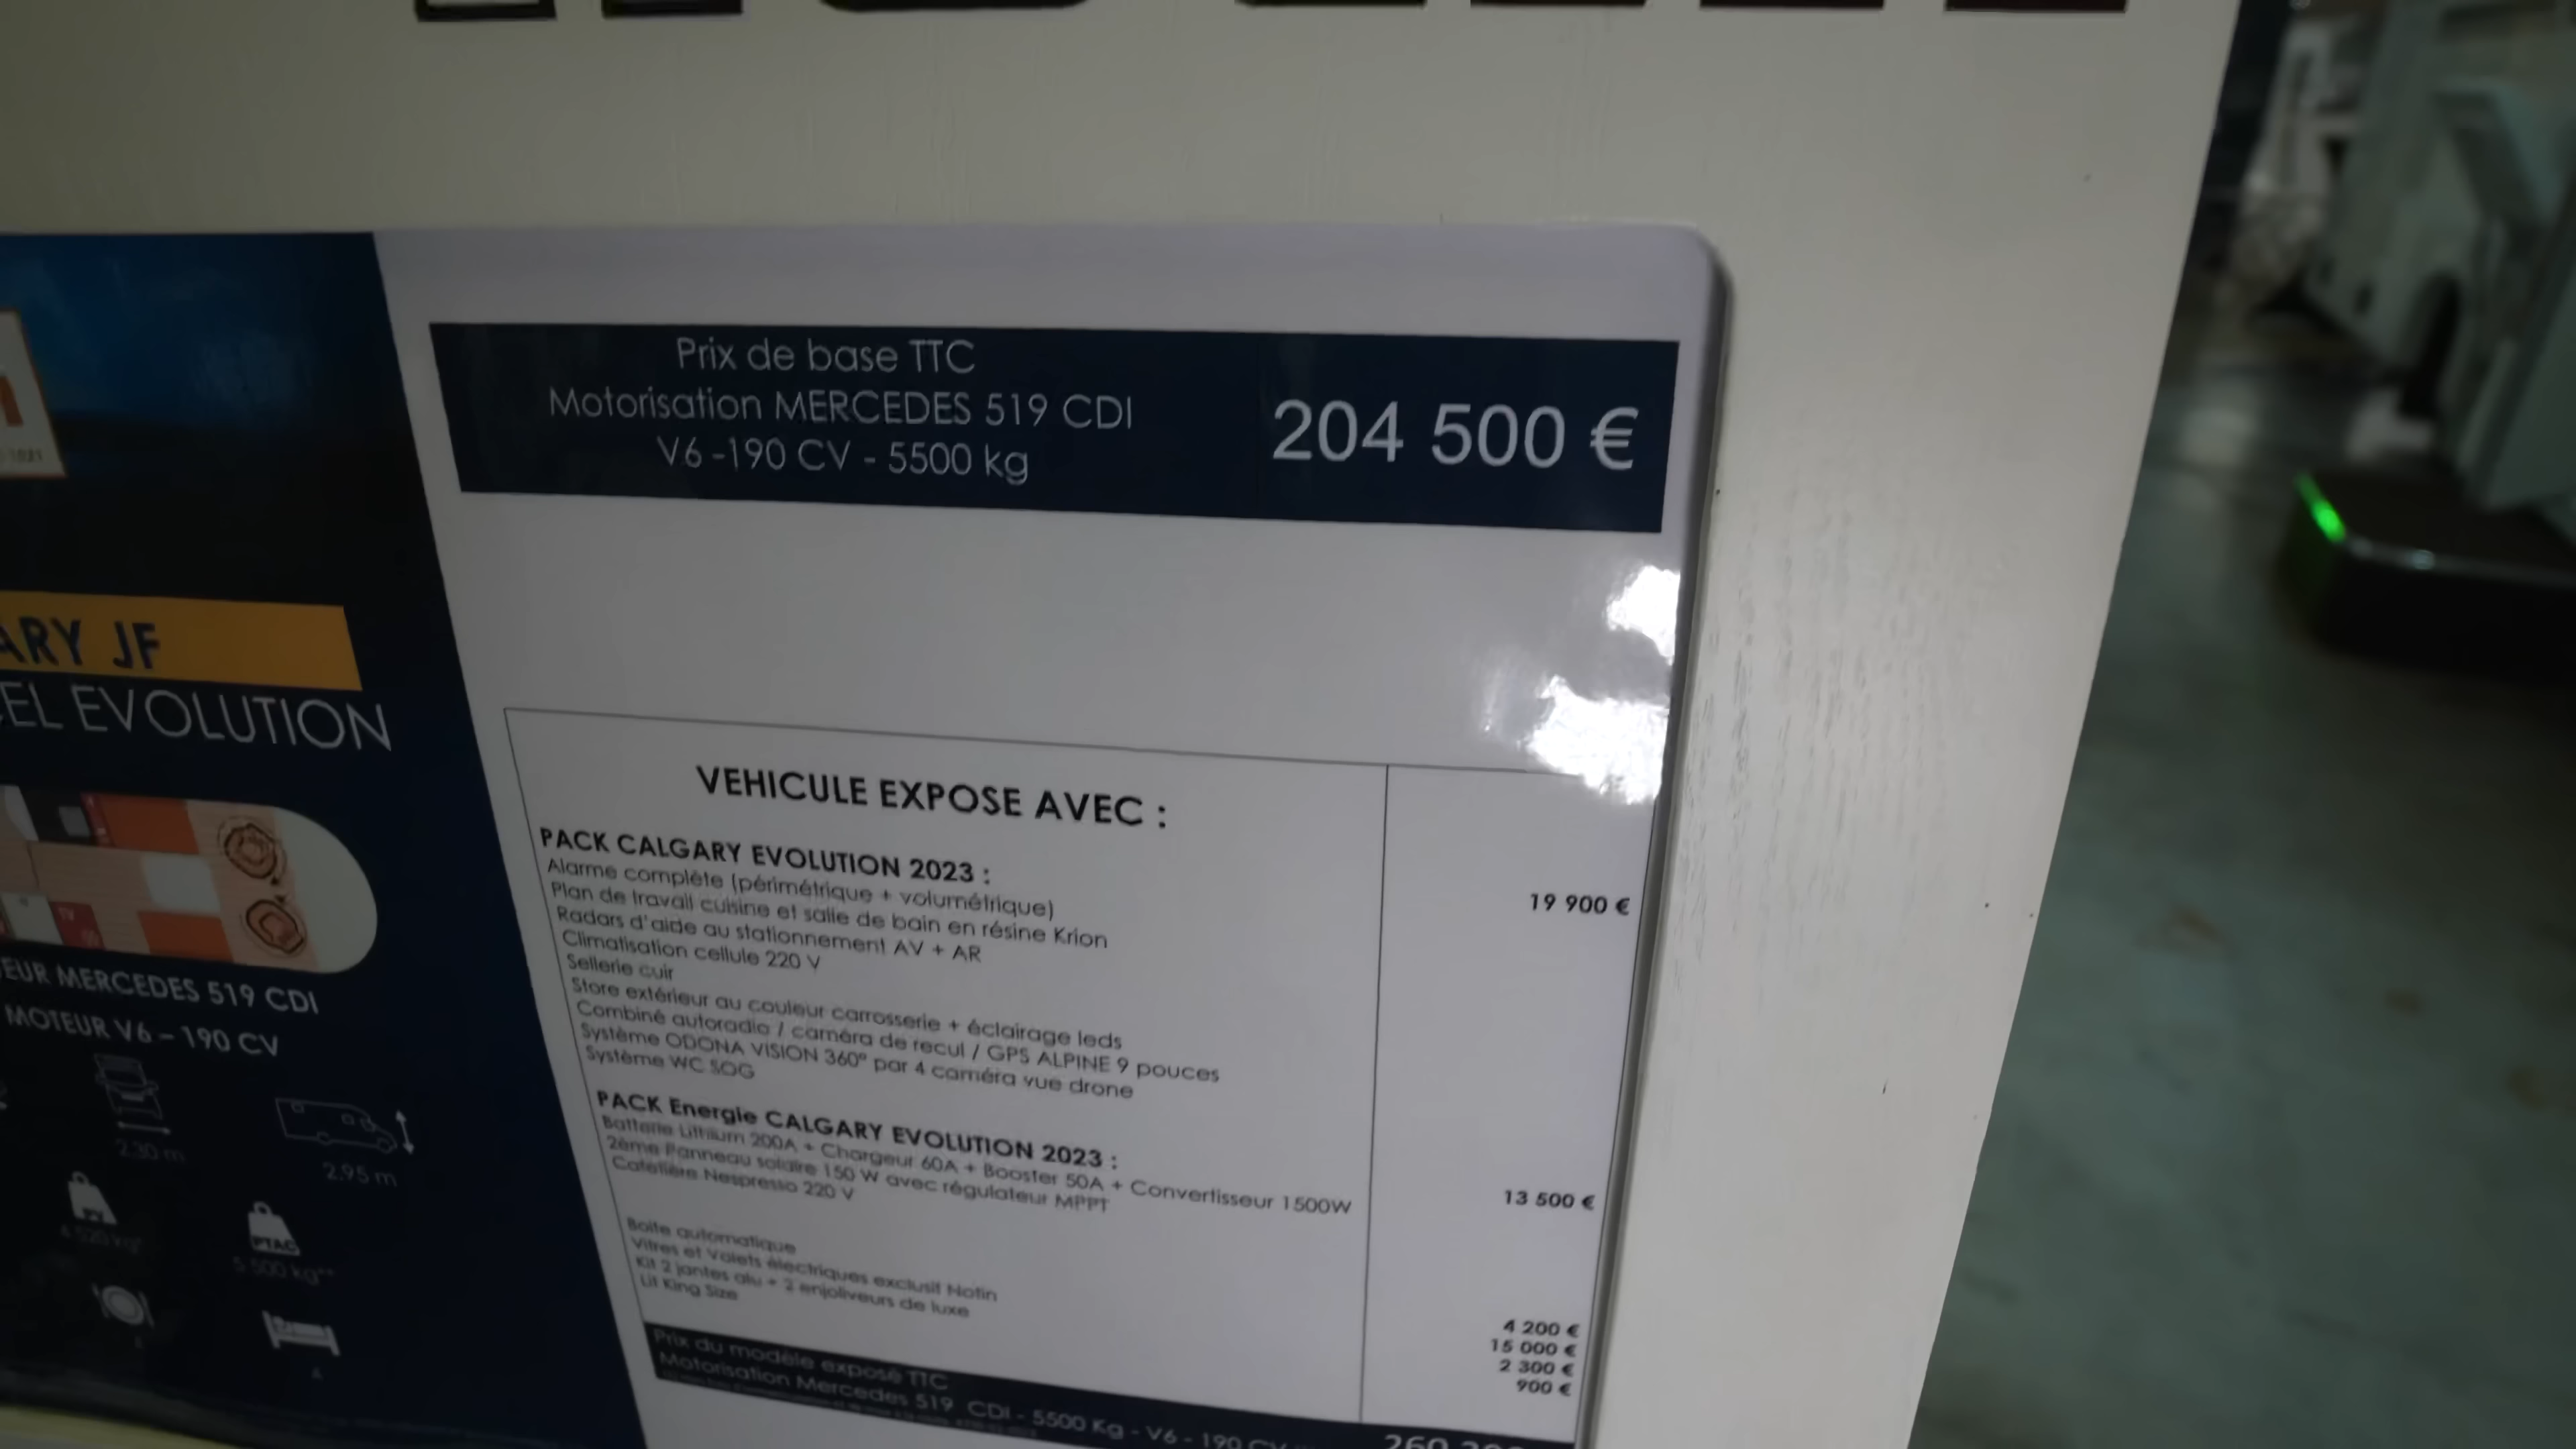 Prix de base TTC
Motorisation MERCEDES 519 CDI
V6 -190 CV - 5500 kg
204 500 €
ARY JF
EL EVOLUTION
TV
EUR MERCEDES 519 CDI
MOTEUR V6 – 190 CV
2.30 m
2.95 m
PV
PTAC
5 500 kg**
VEHICULE EXPOSE AVEC :
PACK CALGARY EVOLUTION 2023 :
19 900 €
Alarme complète (périmétrique + volumétrique)
Plan de travail cuisine et salle de bain en résine Krion
Radars d'aide au stationnement AV + AR
Climatisation cellule 220 V
Sellerie cuir
Store extérieur au couleur carrosserie + éclairage leds
Combiné autoradio / caméra de recul / GPS ALPINE 9 pouces
Système ODONA VISION 360° par 4 caméra vue drone
Système WC SOG
PACK Energie CALGARY EVOLUTION 2023 :
13 500 €
Batterie Lithium 200A + Chargeur 60A + Booster 50A + Convertisseur 1500W
2ème Panneau solaire 150 W avec régulateur MPPT
Cafetière Nespresso 220 V
Boite automatique
4 200 €
Vitres et Volets électriques exclusif Notin
15 000 €
Kit 2 jantes alu + 2 enjoliveurs de luxe
2 300 €
Lit King Size
900 €
Prix du modèle exposé TTC
Motorisation Mercedes 519 CDI - 5500 Kg - V6 - 190 CV